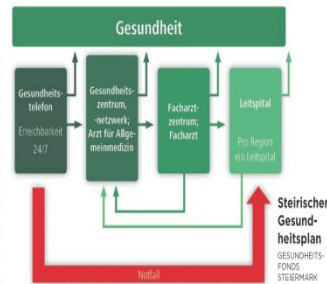 Gesundheit
Gesundheits-
telefon
Erreichbarkeit
24/7
Gesundheits-
zentrum,
-netzwerk;
Arzt für Allge-
meinmedizin
Facharzt-
zentrum;
Facharzt
Leitspital
Pro Region
ein Leitspital
Notfall
Steirischer
Gesund-
heitsplan
GESUNDHEITS-
FONDS
STEIERMARK